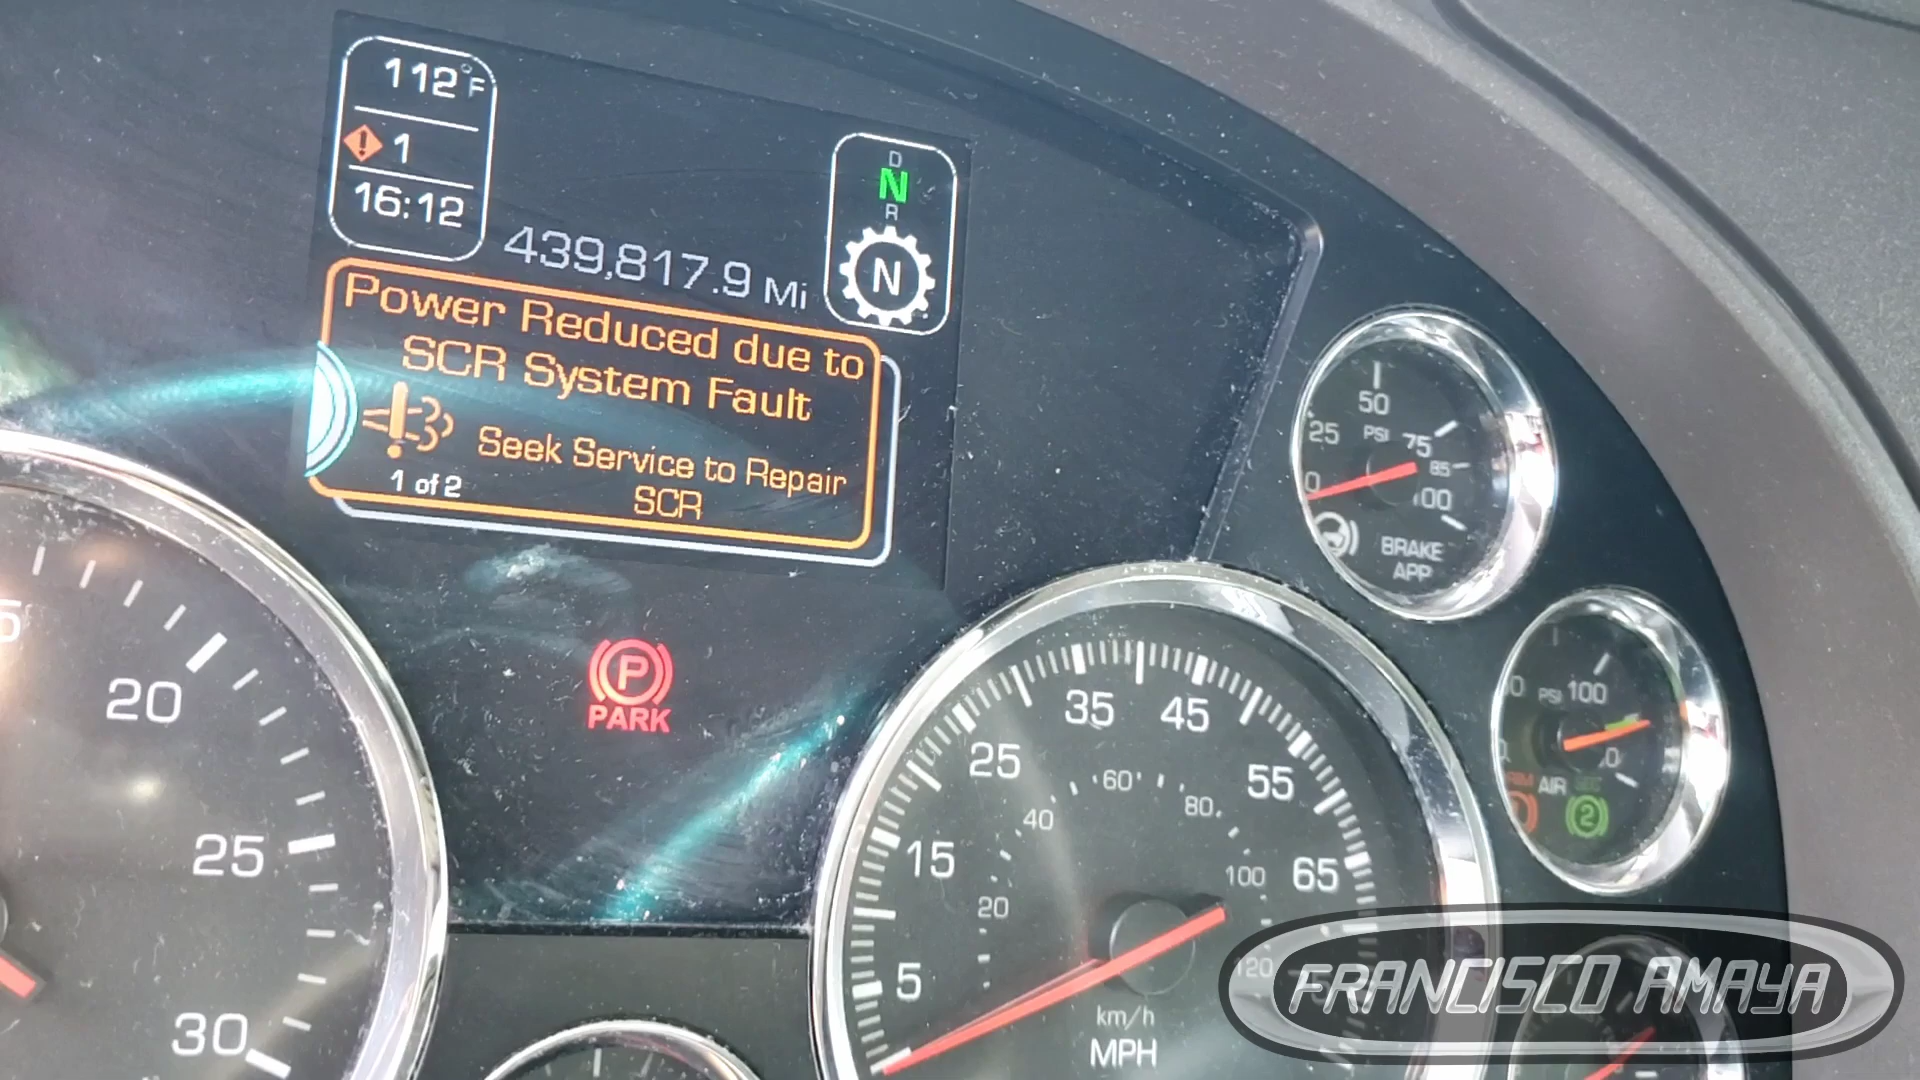 112°F
1
16:12
439,817.9 Mi
D
N
R
N
Power Reduced due to
SCR System Fault
Seek Service to Repair
SCR
1 of 2
PARK
P
50
25 PSI 75
85
0 100
BRAKE
APP
PSI 100
AIR
2
20
25
30
5
15
25
35
45
55
65
20
40
60
80
100
120
km/h
MPH
FRANCISCO AMAYA